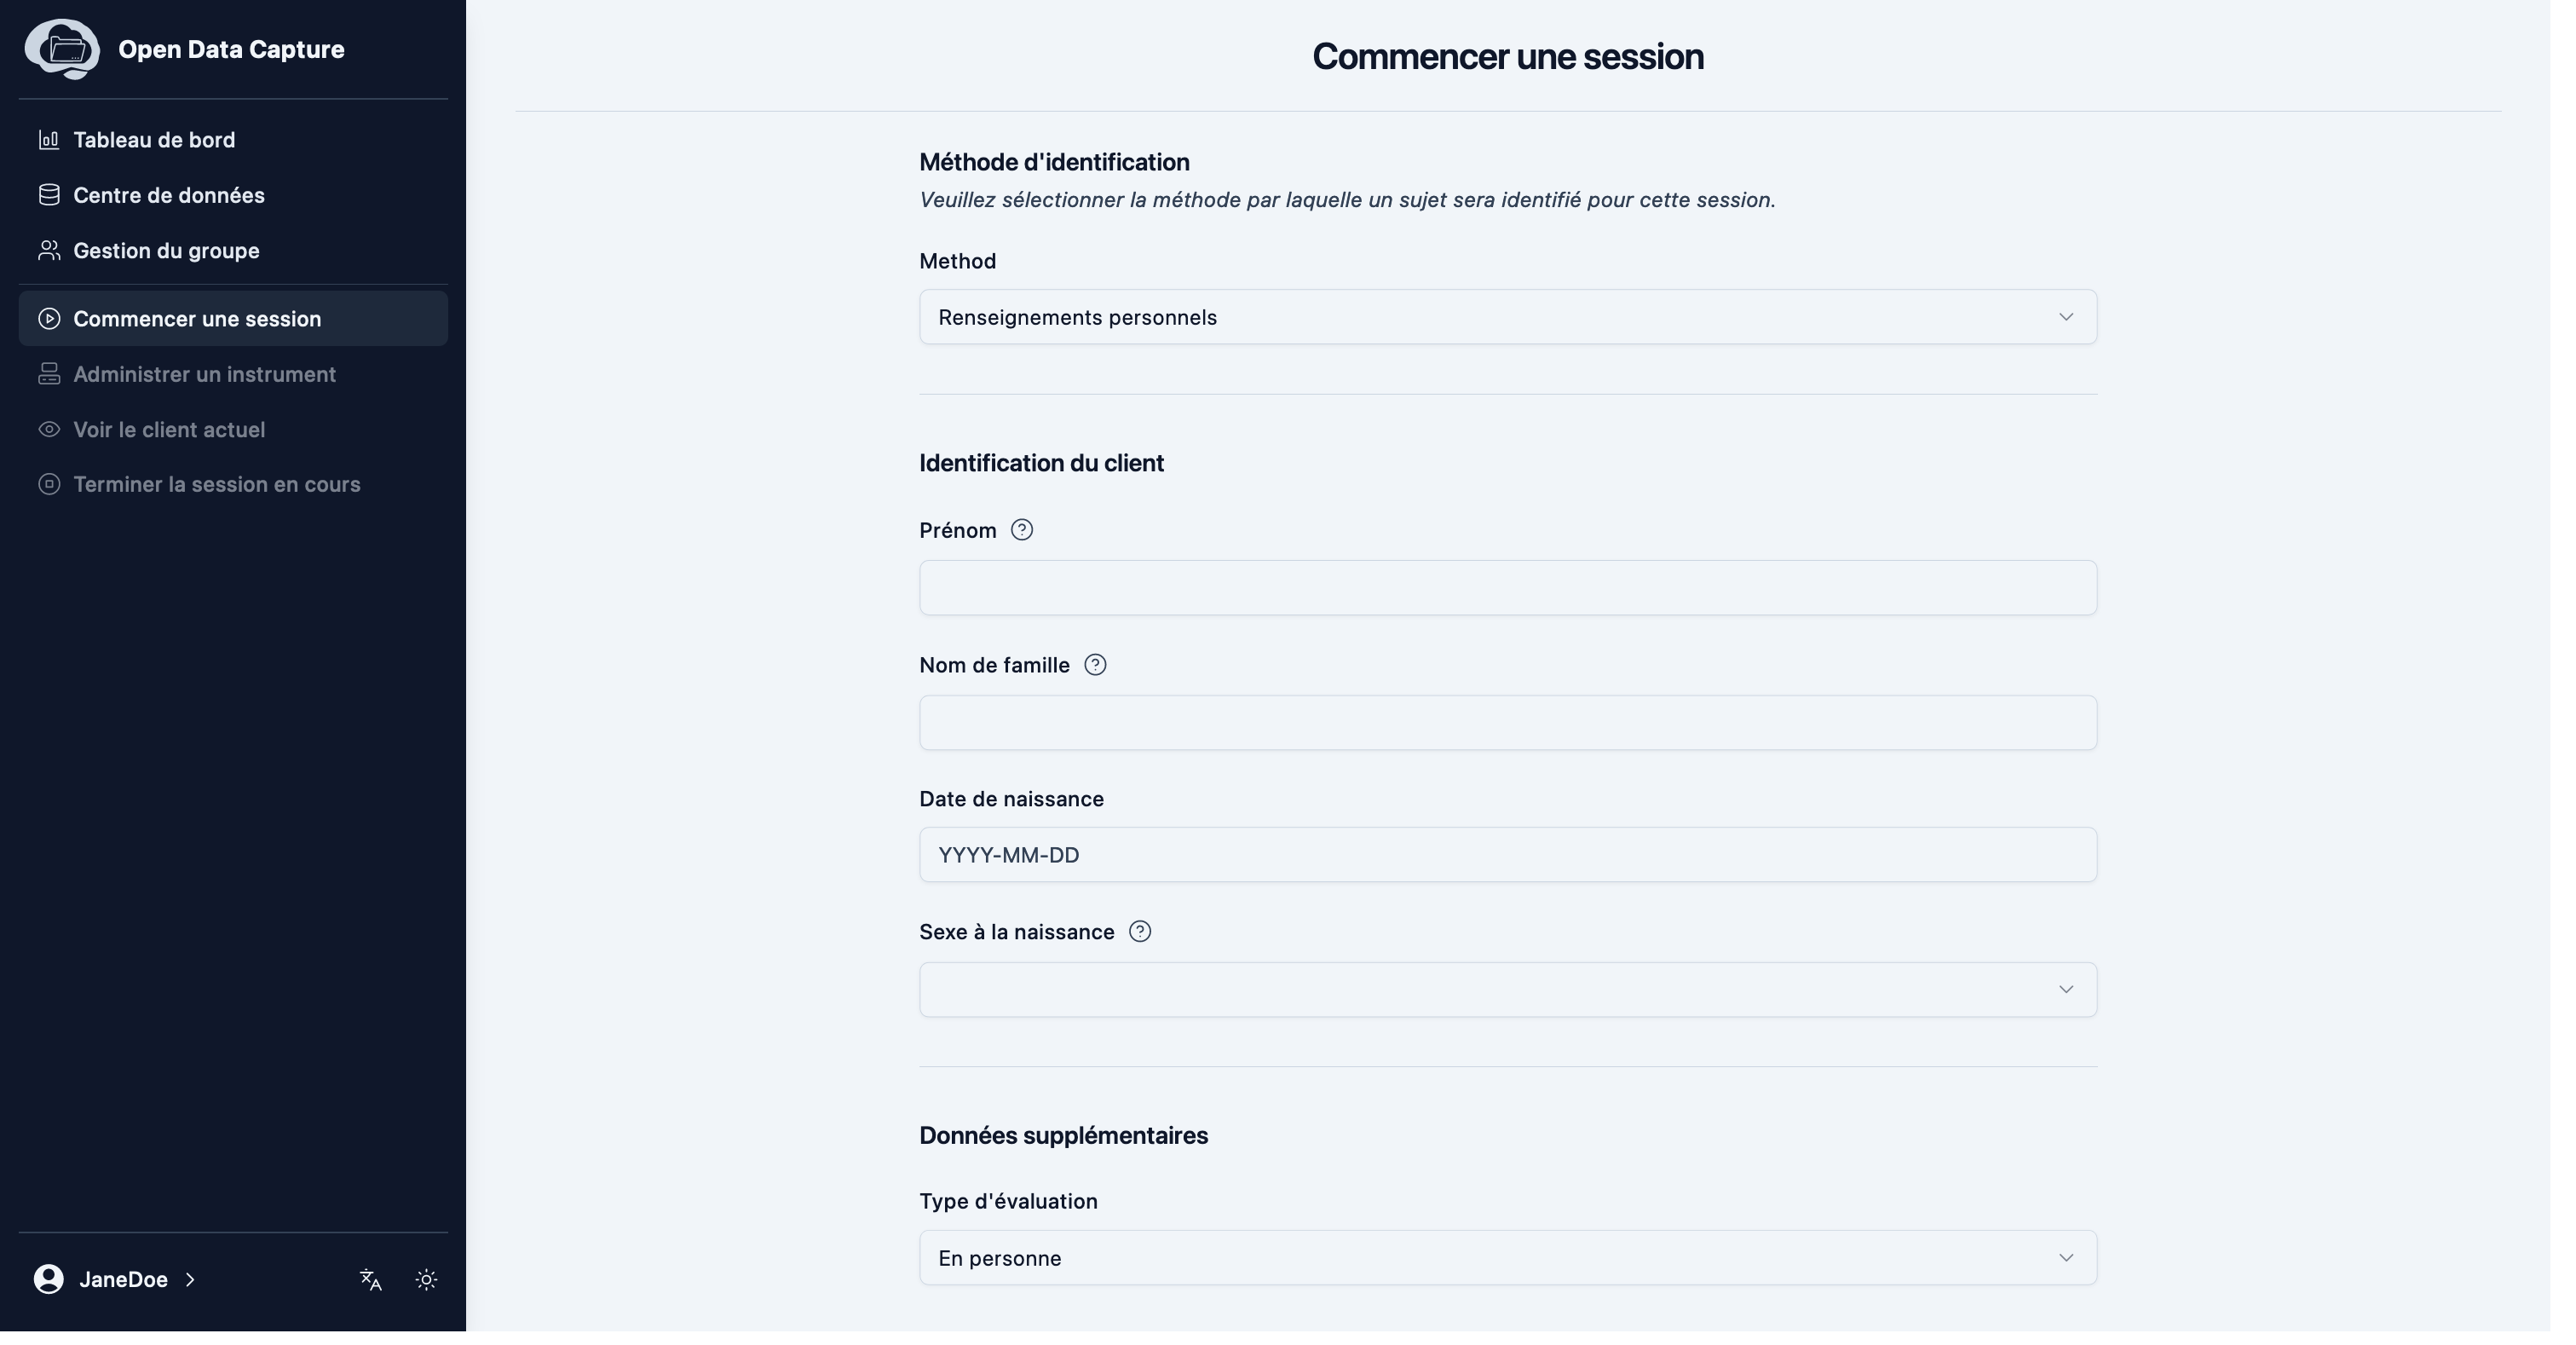 Open Data Capture
Tableau de bord
Centre de données
Gestion du groupe
Commencer une session
Administrer un instrument
Voir le client actuel
Terminer la session en cours
JaneDoe
Commencer une session
Méthode d'identification
Veuillez sélectionner la méthode par laquelle un sujet sera identifié pour cette session.
Method
Renseignements personnels
Identification du client
Prénom
Nom de famille
Date de naissance
YYYY-MM-DD
Sexe à la naissance
Données supplémentaires
Type d'évaluation
En personne